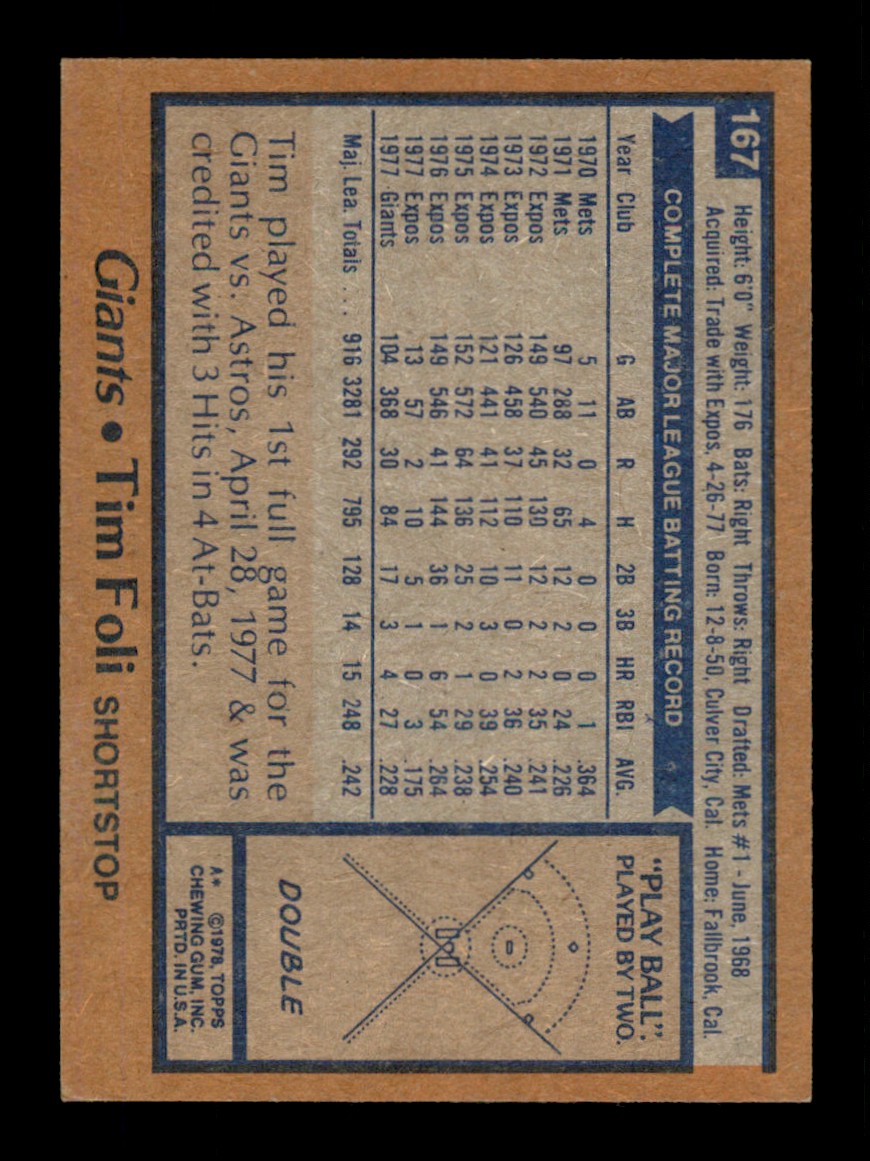 167
Height: 6'0" Weight: 176 Bats: Right Throws: Right Drafted: Mets #1 - June, 1968
Acquired: Trade with Expos, 4-26-77 Born: 12-8-50, Culver City, Cal. Home: Fallbrook, Cal.
COMPLETE MAJOR LEAGUE BATTING RECORD
Year Club G AB R H 2B 3B HR RBI AVG.
1970 Mets 5 11 0 4 0 0 0 1 .364
1971 Mets 97 288 32 65 12 2 0 24 .226
1972 Expos 149 540 45 130 12 2 2 35 .241
1973 Expos 126 458 37 110 11 0 2 36 .240
1974 Expos 121 441 41 112 10 3 0 39 .254
1975 Expos 152 572 64 136 25 2 1 29 .238
1976 Expos 149 546 41 144 36 1 6 54 .264
1977 Expos 13 57 2 10 5 1 0 3 .175
1977 Giants 104 368 30 84 17 3 4 27 .228
Maj. Lea. Totals . . . 916 3281 292 795 128 14 15 248 .242
Tim played his 1st full game for the
Giants vs. Astros, April 28, 1977 & was
credited with 3 Hits in 4 At-Bats.
"PLAY BALL".
PLAYED BY TWO.
DOUBLE
A* ©1978, TOPPS
CHEWING GUM, INC.
PRTD. IN U.S.A.
Giants • Tim Foli SHORTSTOP